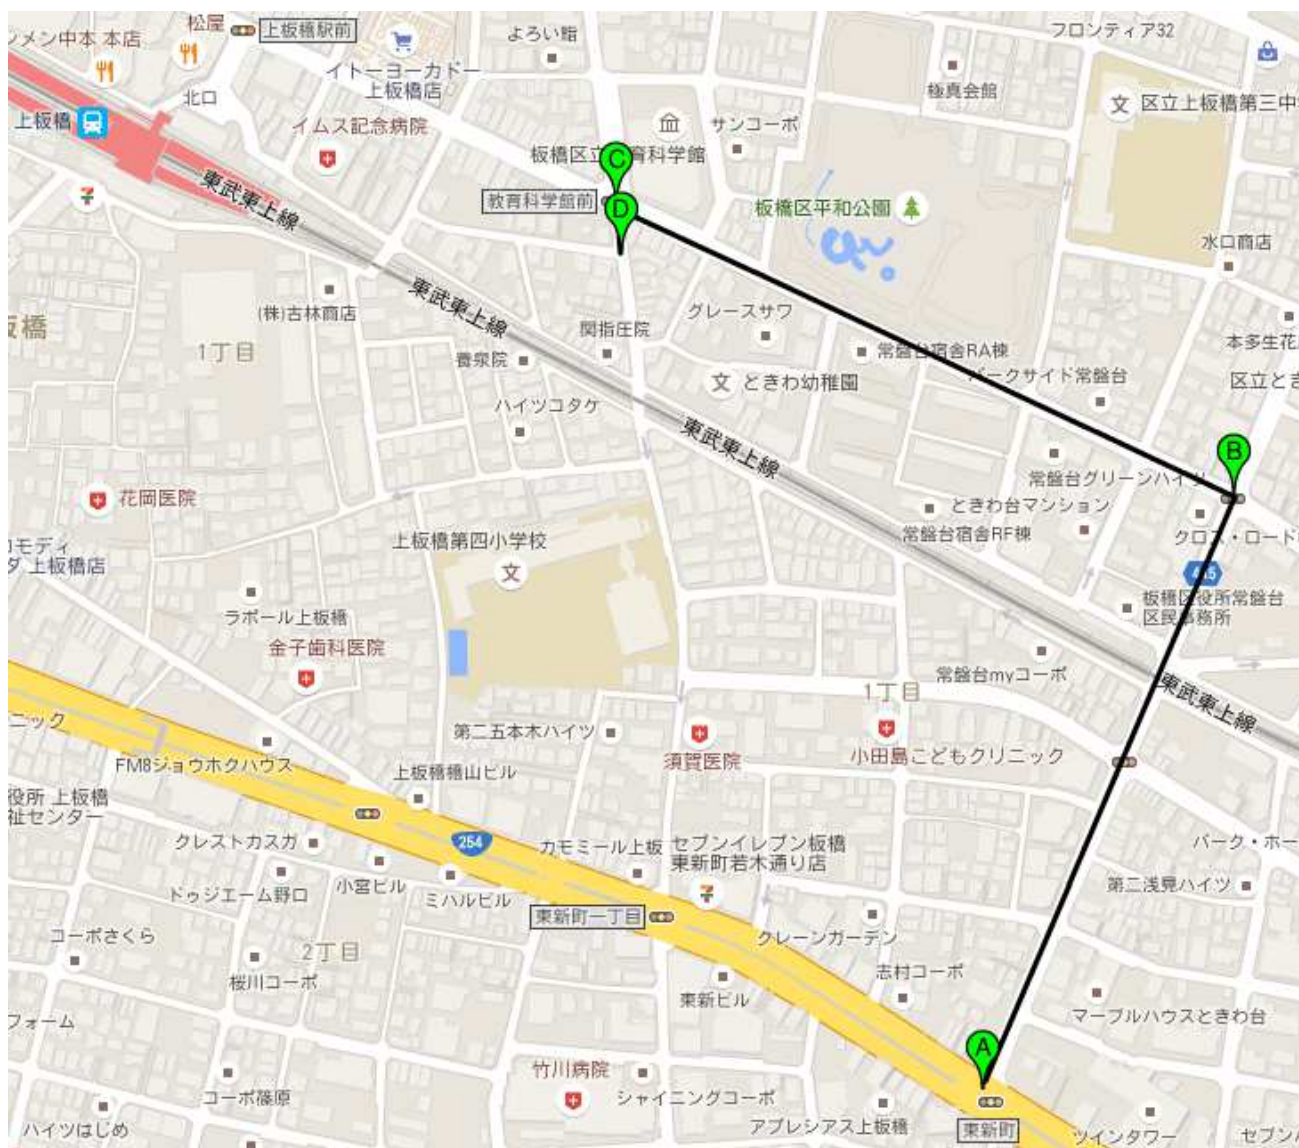 松屋
上板橋駅前
メン中本 本店
イトーヨーカドー
上板橋店
よろい鮨
フロンティア32
北口
上板橋
イムス記念病院
極真会館
区立上板橋第三中
サンコーポ
C
教育科学館前
D
板橋区平和公園
東武東上線
水口商店
東武東上線
(株)吉林商店
1丁目
グレースサワ
関指圧院
養泉院
ときわ幼稚園
常盤台宿舎RA棟
パークサイド常盤台
本多生花
区立とき
板橋
ハイツコタケ
東武東上線
B
常盤台グリーンハイツ
ときわ台マンション
常盤台宿舎RF棟
クロス・ロード
花岡医院
上板橋第四小学校
コモディ
上板橋店
ラポール上板橋
板橋区役所常盤台
区民事務所
金子歯科医院
常盤台myコーポ
1丁目
東武東上線
ニック
第二五本木ハイツ
須賀医院
小田島こどもクリニック
FM8ジョウホクハウス
上板橋檜山ビル
役所 上板橋
祉センター
クレストカスガ
254
カモミール上板
セブンイレブン板橋
東新町若木通り店
パーク・ホー
ドゥジエーム野口
小宮ビル
ミハルビル
第二浅見ハイツ
東新町一丁目
コーポさくら
2丁目
クレーンガーデン
桜川コーポ
志村コーポ
東新ビル
フォーム
マーブルハウスときわ台
A
竹川病院
コーポ篠原
シャイニングコーポ
ハイツはじめ
アプレシアス上板橋
東新町
ツインタワー
セブン